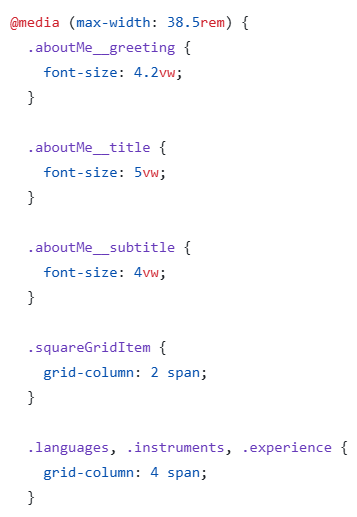 @media (max-width: 38.5rem) {
  .aboutMe__greeting {
    font-size: 4.2vw;
  }

  .aboutMe__title {
    font-size: 5vw;
  }

  .aboutMe__subtitle {
    font-size: 4vw;
  }

  .squareGridItem {
    grid-column: 2 span;
  }

  .languages, .instruments, .experience {
    grid-column: 4 span;
  }